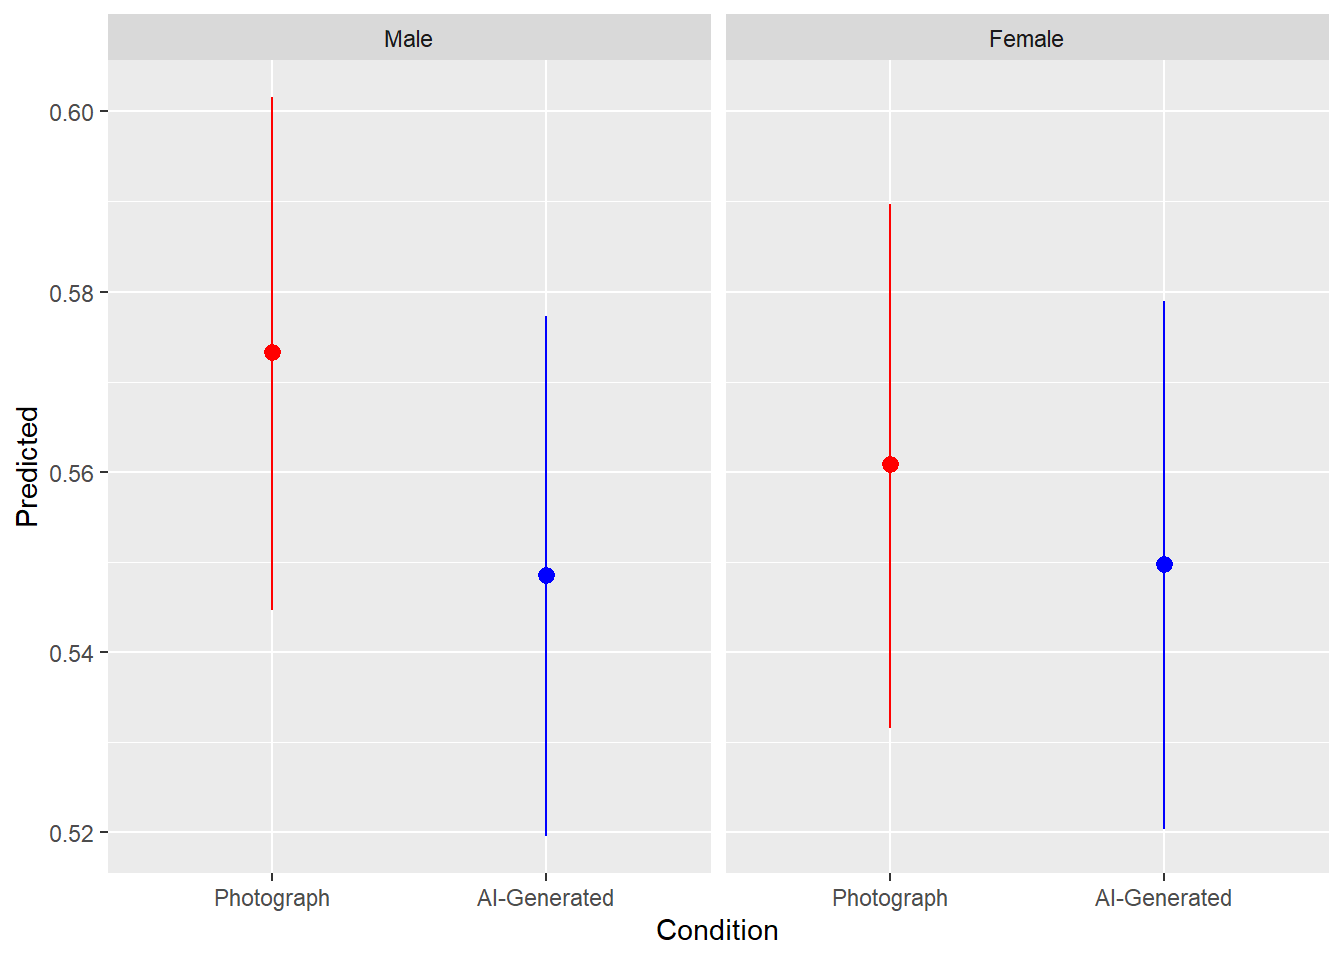 Male
Female
0.60
0.58
0.56
0.54
0.52
Predicted
Photograph
AI-Generated
Photograph
AI-Generated
Condition